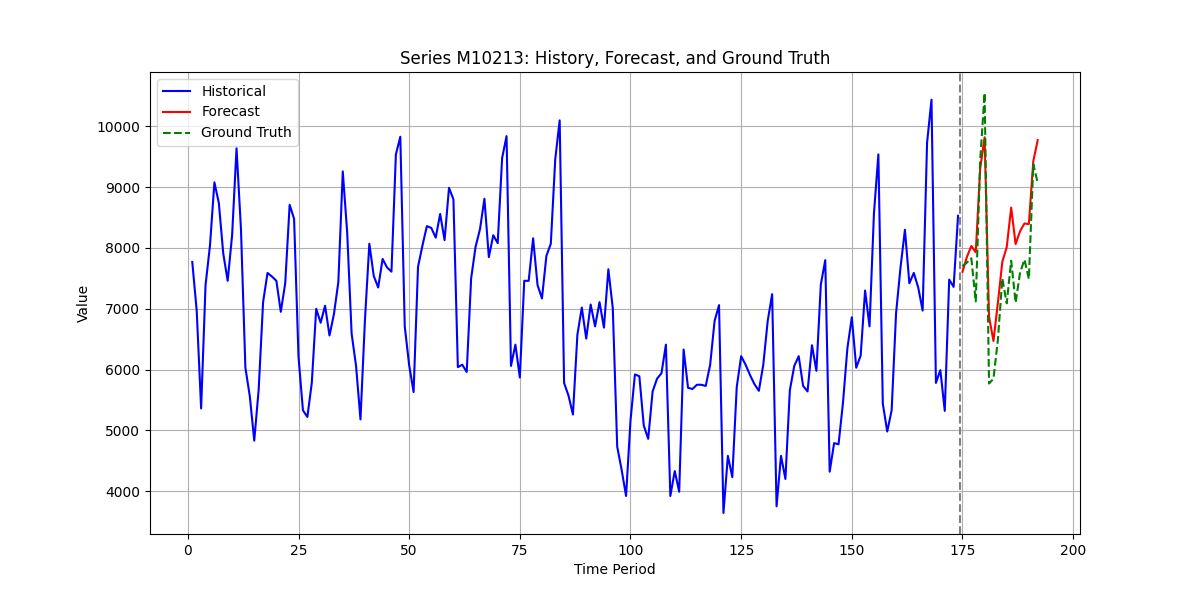 Series M10213: History, Forecast, and Ground Truth
Historical
Forecast
Ground Truth
10000
9000
8000
7000
6000
5000
4000
Value
0 25 50 75 100 125 150 175 200
Time Period